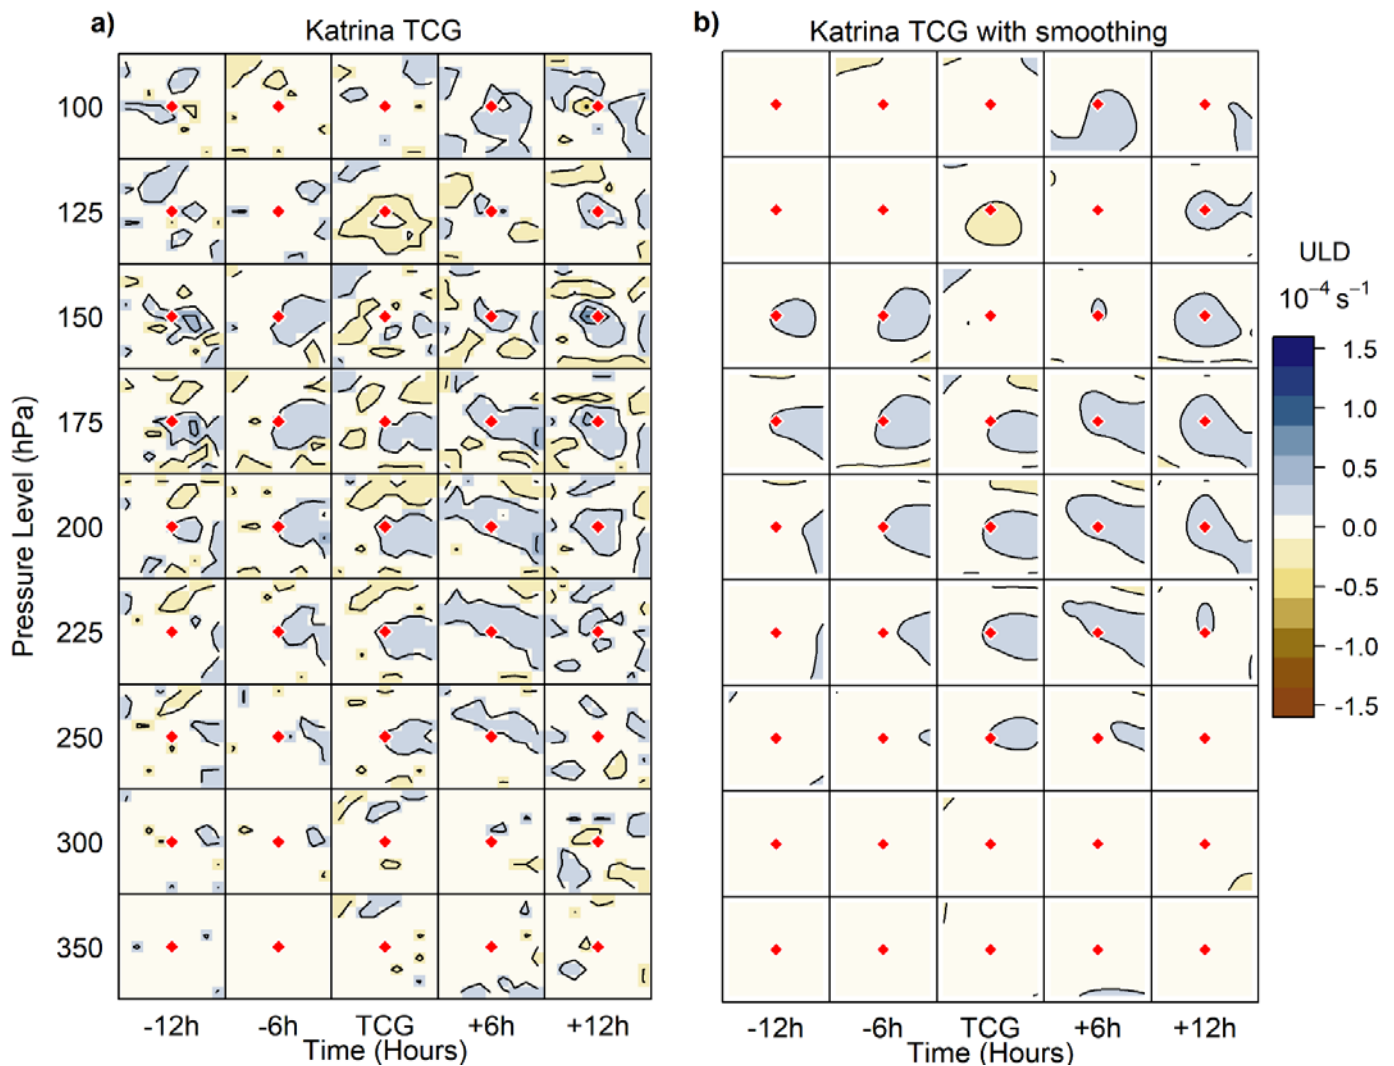 a)
Katrina TCG
b)
Katrina TCG with smoothing
Pressure Level (hPa)
100
125
150
175
200
225
250
300
350
-12h
-6h
TCG
+6h
+12h
Time (Hours)
-12h
-6h
TCG
+6h
+12h
Time (Hours)
ULD
10⁻⁴ s⁻¹
1.5
1.0
0.5
0.0
-0.5
-1.0
-1.5